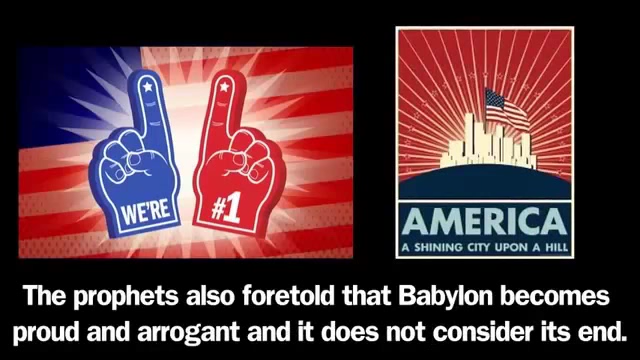 WE'RE
#1
AMERICA
A SHINING CITY UPON A HILL
The prophets also foretold that Babylon becomes
proud and arrogant and it does not consider its end.